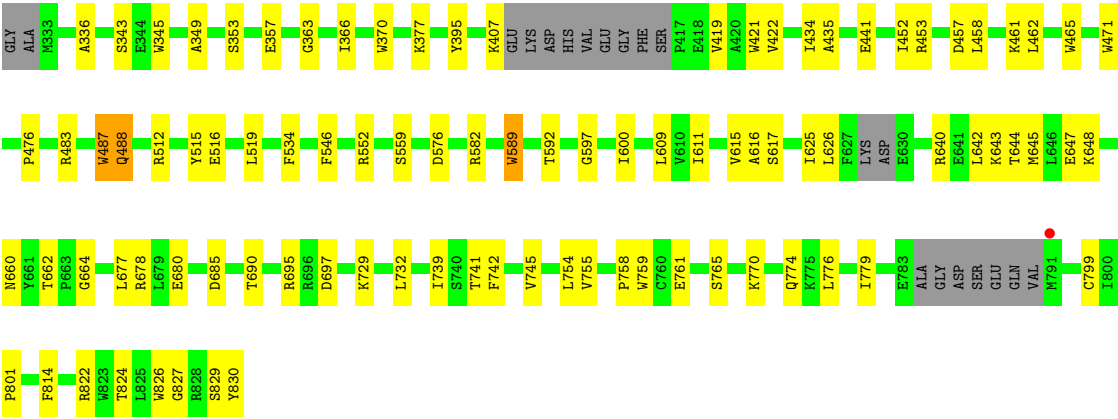 GLY ALA M333 A336 S343 E344 W345 A349 S353 E357 G363 I366 W370 K377 Y395 K407 GLU LYS ASP HIS VAL GLU GLY PHE SER P417 E418 V419 A420 W421 V422 I434 A435 E441 I452 R453 D457 L458 K461 L462 W465 W471
P476 R483 W487 Q488 R512 Y515 E516 L519 F534 F546 R552 S559 D576 R582 W589 T592 G597 I600 L609 V610 I611 V615 A616 S617 I625 L626 F627 LYS ASP E630 R640 E641 L642 K643 T644 M645 L646 E647 K648
N660 Y661 T662 P663 G664 L677 R678 L679 E680 D685 T690 R695 R696 D697 K729 L732 I739 S740 T741 F742 V745 L754 V755 P758 W759 C760 E761 S765 K770 Q774 K775 L776 I779 E783 ALA GLY ASP SER GLU GLN VAL M791 C799 I800
P801 F814 R822 W823 T824 L825 W826 G827 R828 S829 Y830